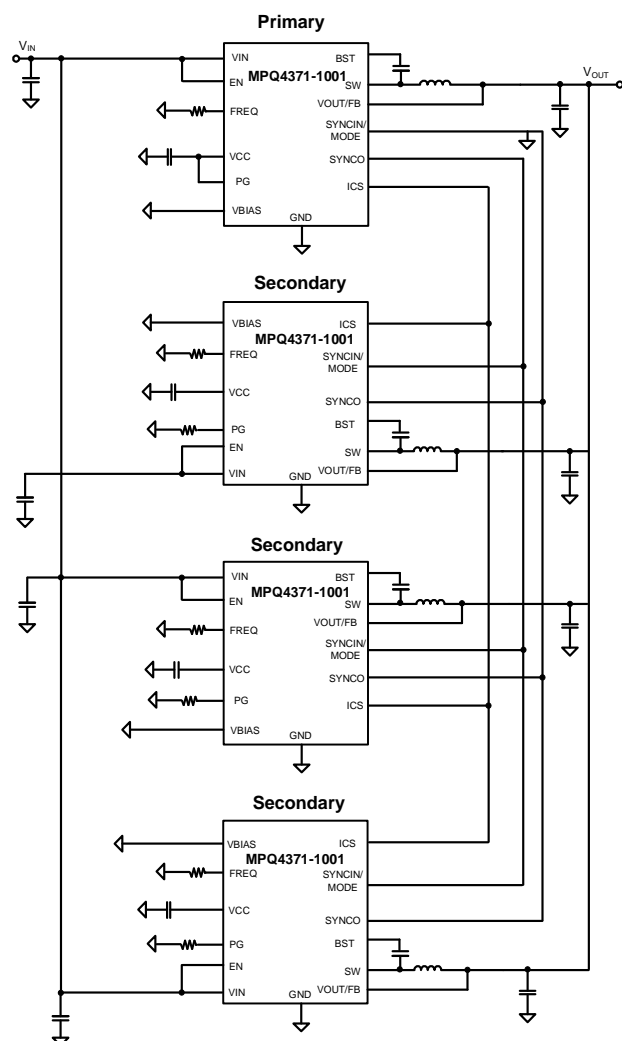 Primary
VIN
VOUT
VIN
MPQ4371-1001
EN
FREQ
VCC
PG
VBIAS
GND
BST
SW
VOUT/FB
SYNCIN/
MODE
SYNCO
ICS
Secondary
VBIAS
MPQ4371-1001
FREQ
VCC
PG
EN
VIN
GND
ICS
SYNCIN/
MODE
SYNCO
BST
SW
VOUT/FB
Secondary
VIN
MPQ4371-1001
EN
FREQ
VCC
PG
VBIAS
GND
BST
SW
VOUT/FB
SYNCIN/
MODE
SYNCO
ICS
Secondary
VBIAS
MPQ4371-1001
FREQ
VCC
PG
EN
VIN
GND
ICS
SYNCIN/
MODE
SYNCO
BST
SW
VOUT/FB